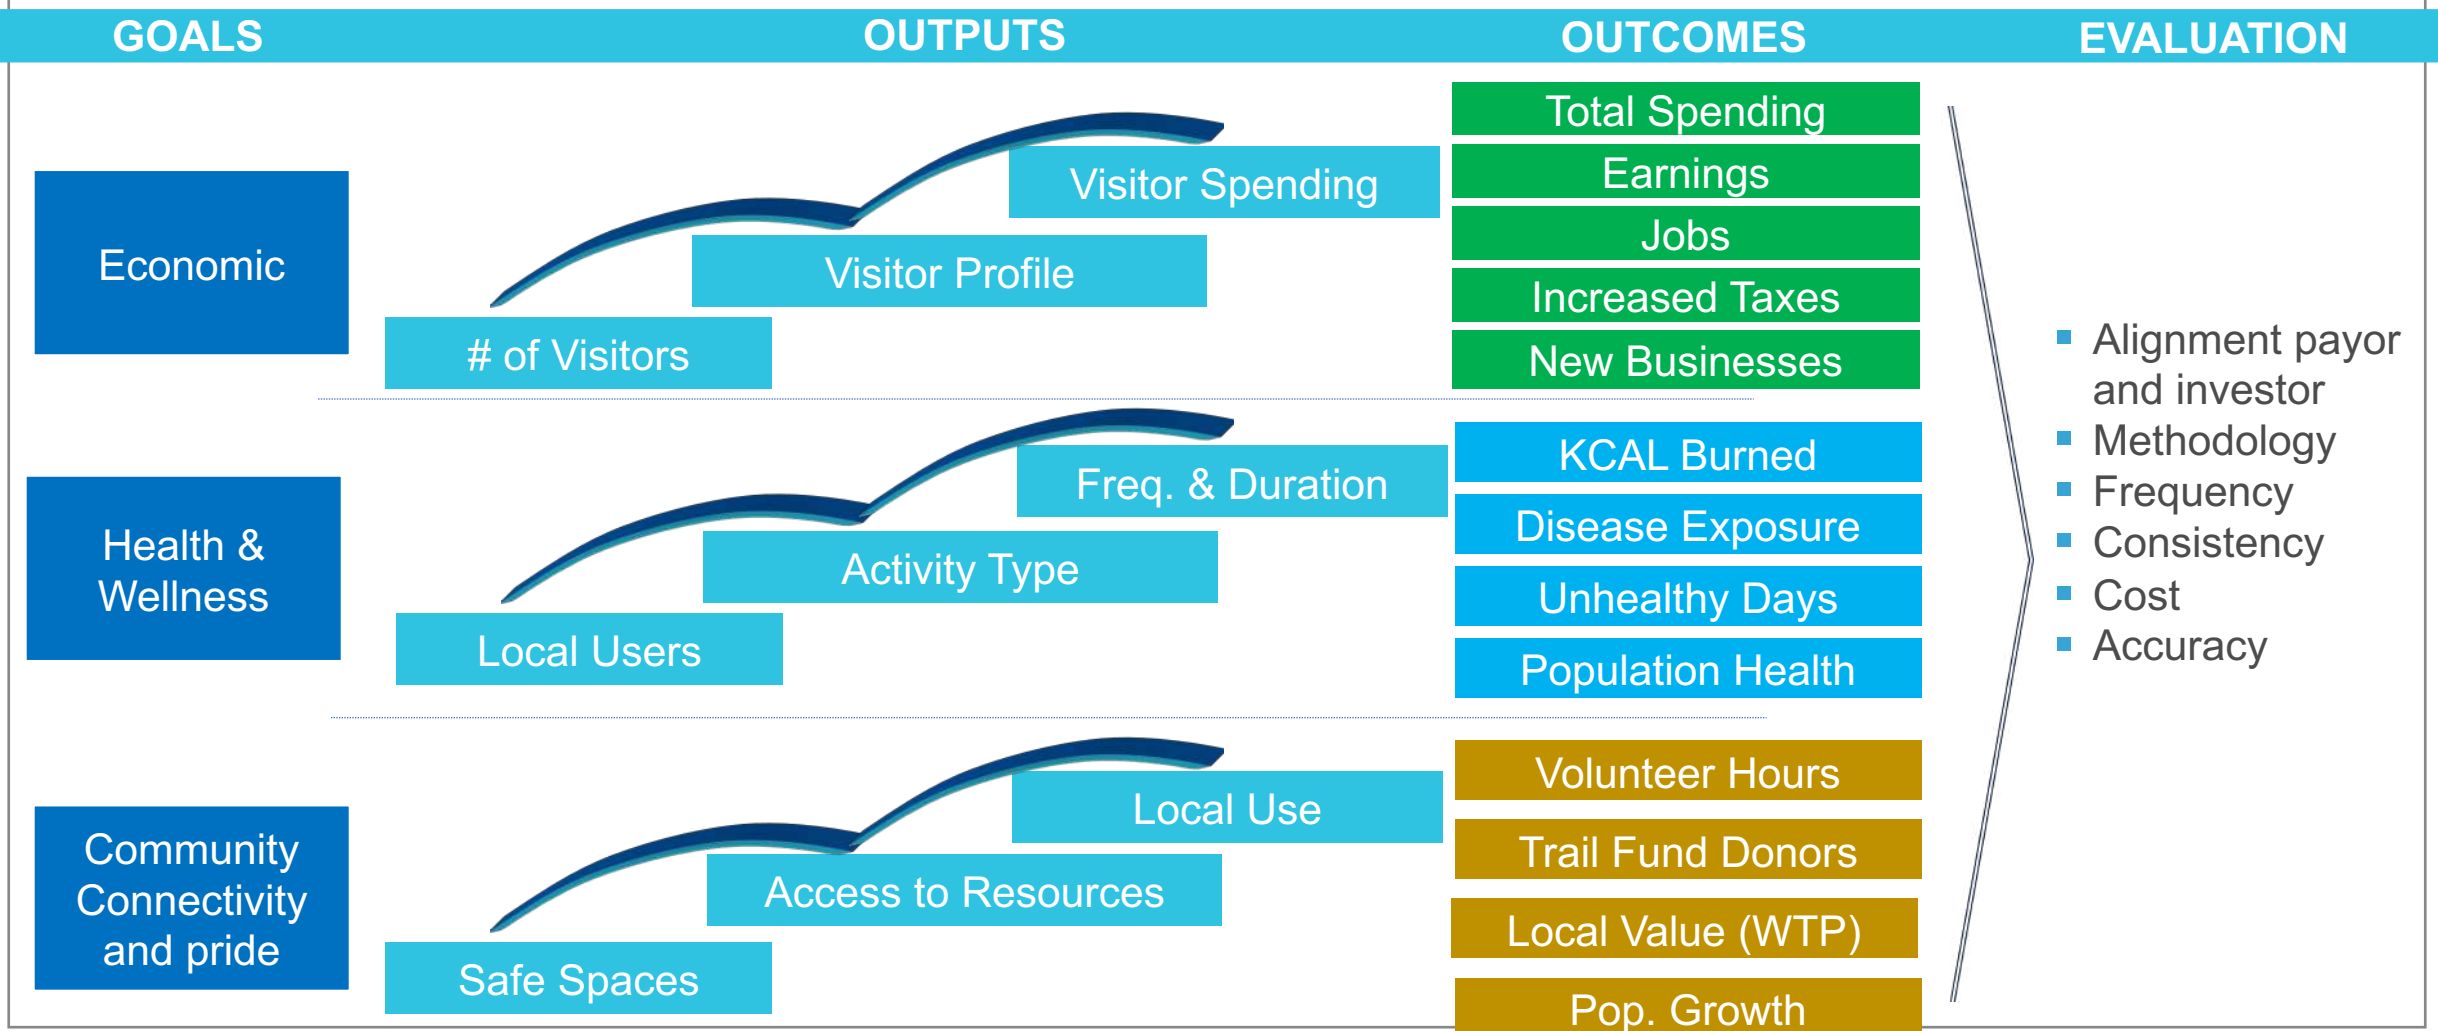 GOALS
OUTPUTS
OUTCOMES
EVALUATION
Economic
# of Visitors
Visitor Profile
Visitor Spending
Total Spending
Earnings
Jobs
Increased Taxes
New Businesses
Health &
Wellness
Local Users
Activity Type
Freq. & Duration
KCAL Burned
Disease Exposure
Unhealthy Days
Population Health
Community
Connectivity
and pride
Safe Spaces
Access to Resources
Local Use
Volunteer Hours
Trail Fund Donors
Local Value (WTP)
Pop. Growth
Alignment payor
and investor
Methodology
Frequency
Consistency
Cost
Accuracy